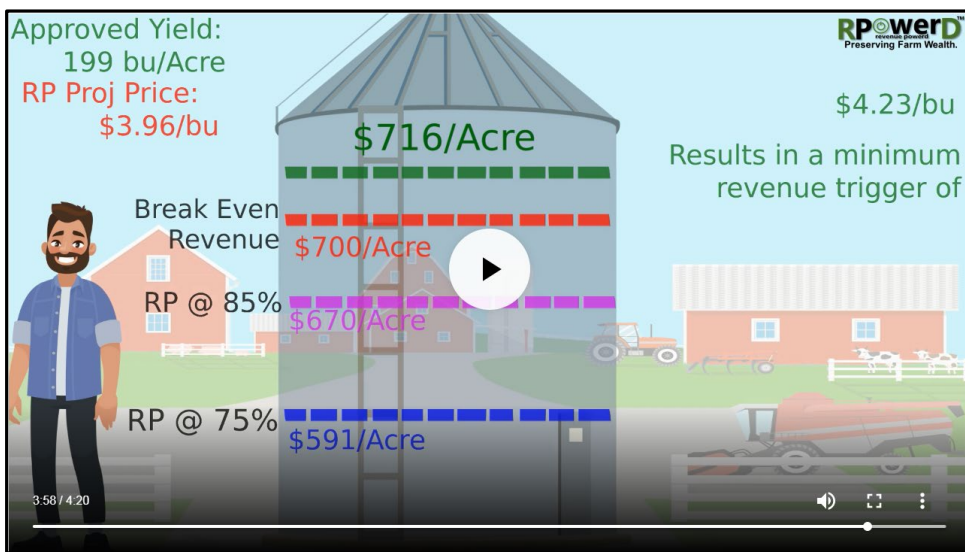 Approved Yield:
199 bu/Acre
RP Proj Price:
$3.96/bu
RPowerD™
revenue powerd
Preserving Farm Wealth.
$4.23/bu
Results in a minimum
revenue trigger of
$716/Acre
Break Even
Revenue
$700/Acre
RP @ 85%
$670/Acre
RP @ 75%
$591/Acre
3:58 / 4:20